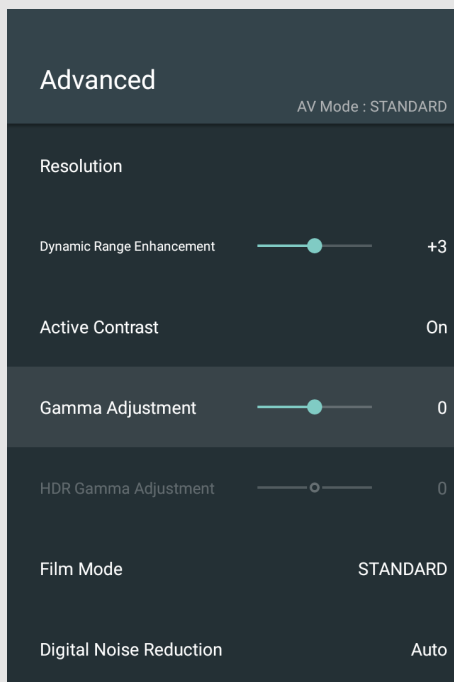 Advanced
AV Mode : STANDARD
Resolution
Dynamic Range Enhancement +3
Active Contrast On
Gamma Adjustment 0
HDR Gamma Adjustment 0
Film Mode STANDARD
Digital Noise Reduction Auto